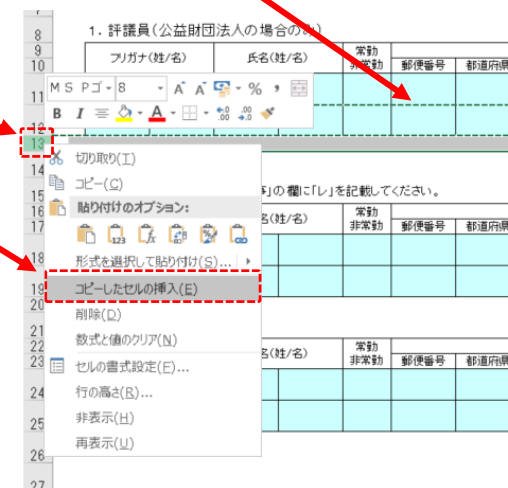 8 1. 評議員(公益財団法人の場合のみ)
9 フリガナ(姓/名) 氏名(姓/名) 常勤
10 非常勤 郵便番号 都道府県
MS Pゴ 8 A A % ,
11
B I A
12
13
切り取り(T)
14
コピー(C)
15 の欄に「レ」を記載してください。
貼り付けのオプション:
16 (姓/名) 常勤
17 非常勤 郵便番号 都道府県
123 fx
18
形式を選択して貼り付け(S)...
19 コピーしたセルの挿入(E)
20
削除(D)
21
数式と値のクリア(N)
22 (姓/名) 常勤
23 非常勤 郵便番号 都道府県
セルの書式設定(F)...
24 行の高さ(R)...
25 非表示(H)
再表示(U)
26
27